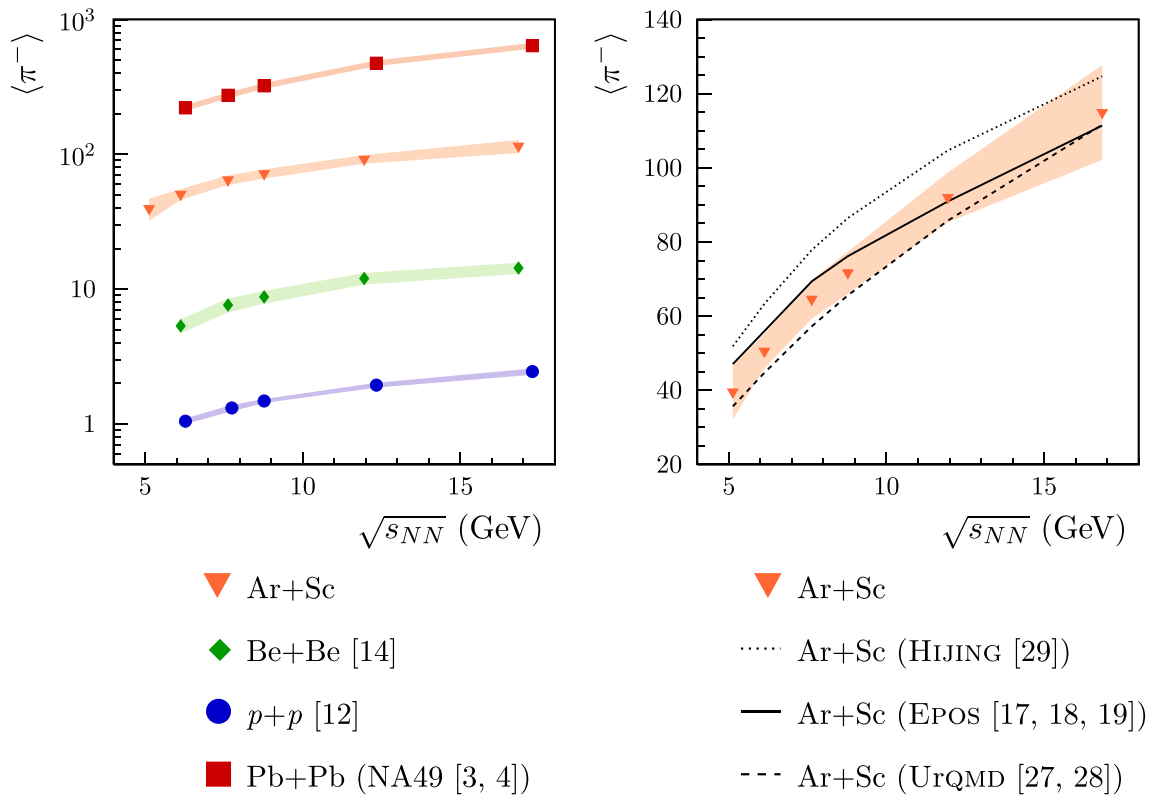 ⟨π⁻⟩
10³
10²
10
1
5 10 15
√s_NN (GeV)
Ar+Sc
Be+Be [14]
p+p [12]
Pb+Pb (NA49 [3, 4])
⟨π⁻⟩
140
120
100
80
60
40
20
5 10 15
√s_NN (GeV)
Ar+Sc
Ar+Sc (HIJING [29])
Ar+Sc (EPOS [17, 18, 19])
Ar+Sc (URQMD [27, 28])